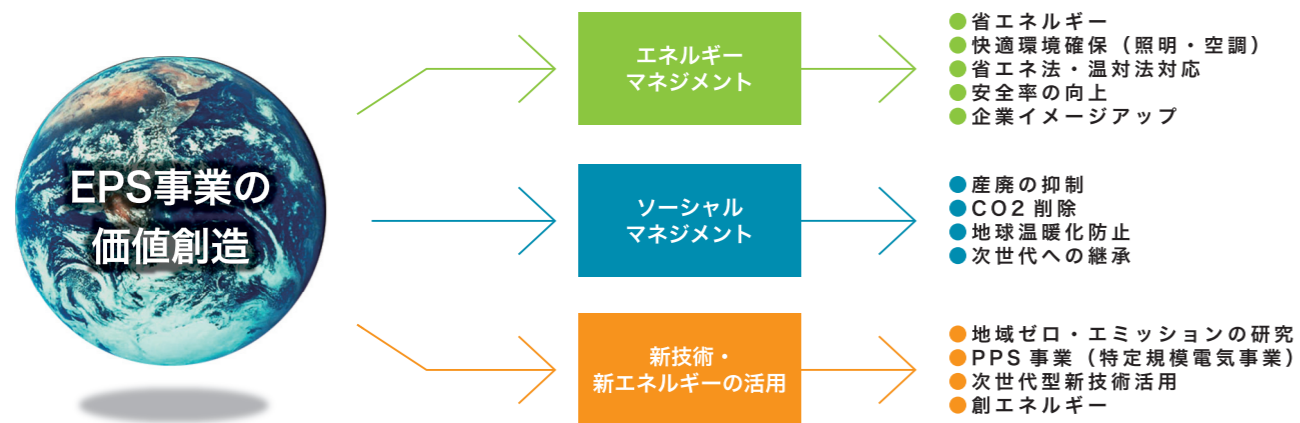 EPS事業の
価値創造
エネルギー
マネジメント
●省エネルギー
●快適環境確保（照明・空調）
●省エネ法・温対法対応
●安全率の向上
●企業イメージアップ
ソーシャル
マネジメント
●産廃の抑制
●CO2削除
●地球温暖化防止
●次世代への継承
新技術・
新エネルギーの活用
●地域ゼロ・エミッションの研究
●PPS事業（特定規模電気事業）
●次世代型新技術活用
●創エネルギー